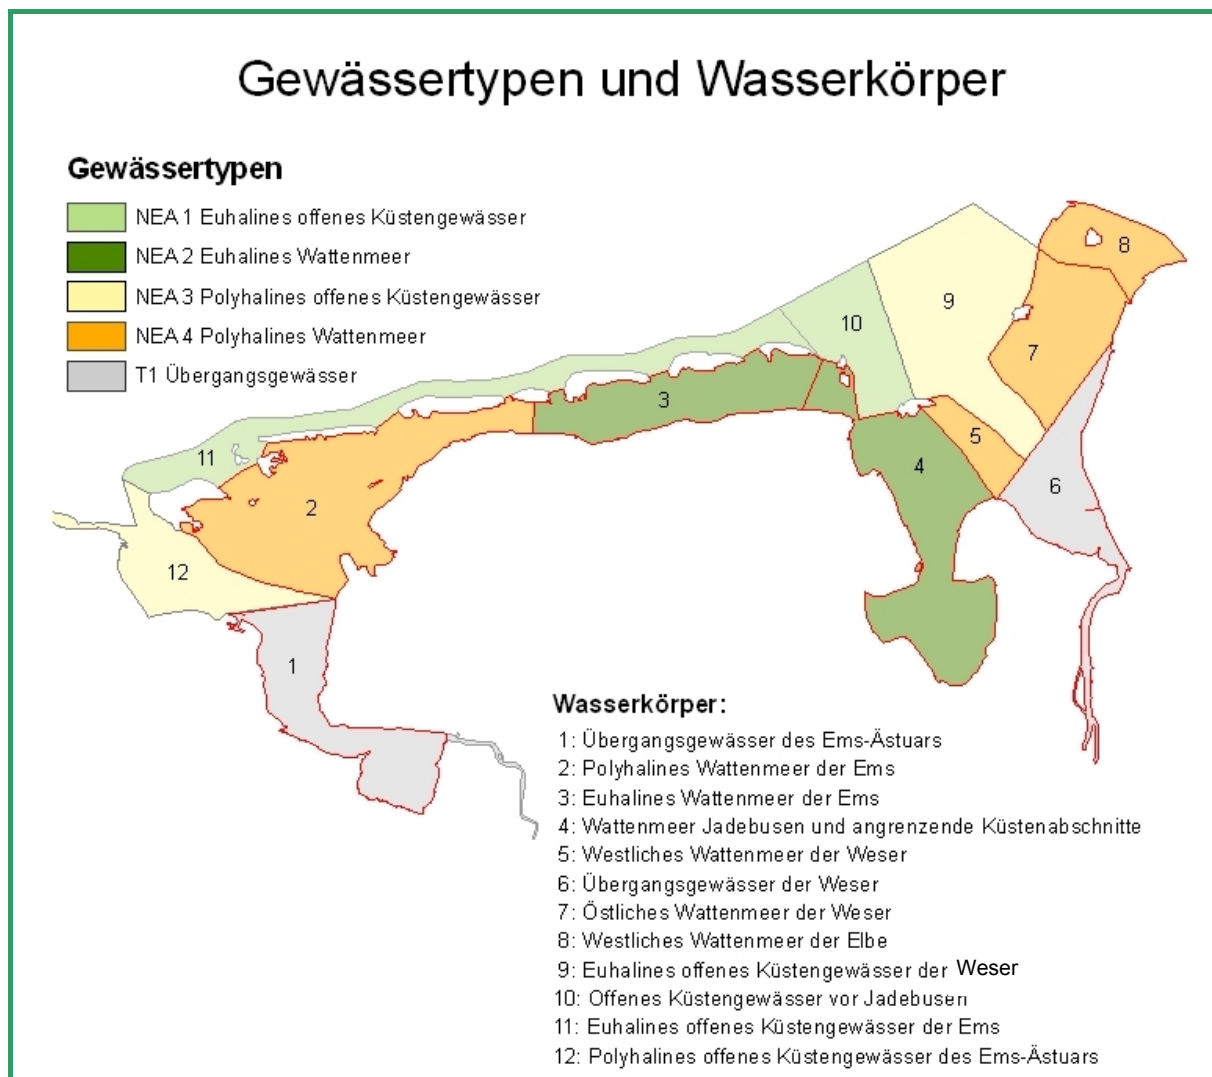 Gewässertypen und Wasserkörper
Gewässertypen
NEA 1 Euhalines offenes Küstengewässer
NEA 2 Euhalines Wattenmeer
NEA 3 Polyhalines offenes Küstengewässer
NEA 4 Polyhalines Wattenmeer
T1 Übergangsgewässer
8
9
10
7
3
5
4
11
6
2
12
1
Wasserkörper:
1: Übergangsgewässer des Ems-Ästuars
2: Polyhalines Wattenmeer der Ems
3: Euhalines Wattenmeer der Ems
4: Wattenmeer Jadebusen und angrenzende Küstenabschnitte
5: Westliches Wattenmeer der Weser
6: Übergangsgewässer der Weser
7: Östliches Wattenmeer der Weser
8: Westliches Wattenmeer der Elbe
9: Euhalines offenes Küstengewässer der Weser
10: Offenes Küstengewässer vor Jadebusen
11: Euhalines offenes Küstengewässer der Ems
12: Polyhalines offenes Küstengewässer des Ems-Ästuars